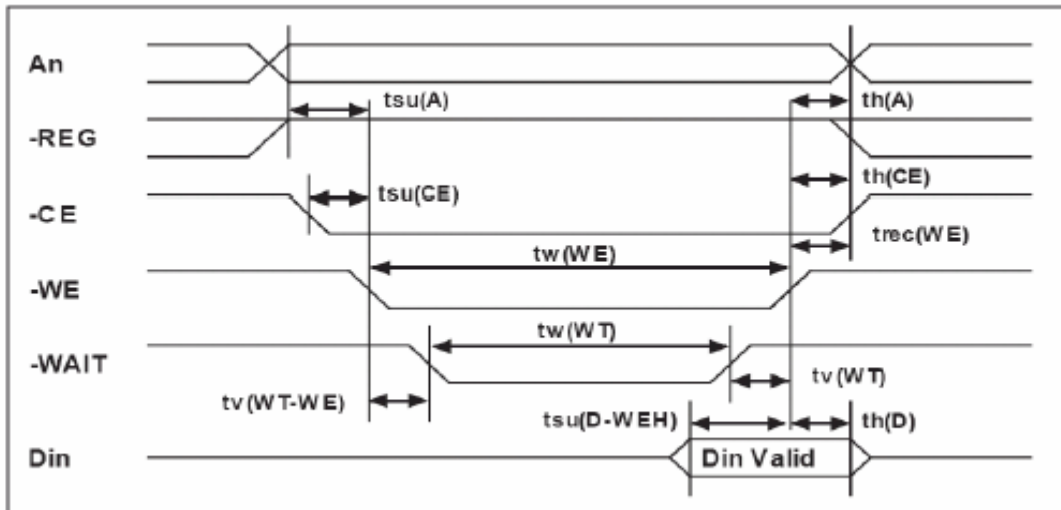 An
tsu(A) th(A)
-REG
tsu(CE) th(CE)
-CE
tw(WE) trec(WE)
-WE
tw(WT)
-WAIT
tv(WT-WE) tv(WT)
tsu(D-WEH) th(D)
Din Din Valid